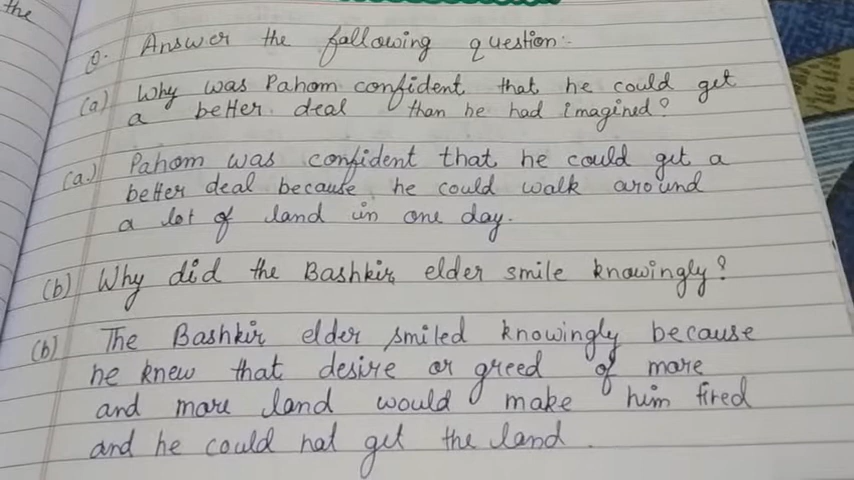 the
Q. Answer the following question:-
(a) Why was Pahom confident that he could get
a better deal than he had imagined?
(a.) Pahom was confident that he could get a
better deal because he could walk around
a lot of land in one day.
(b) Why did the Bashkir elder smile knowingly?
(b) The Bashkir elder smiled knowingly because
he knew that desire or greed of more
and more land would make him tired
and he could not get the land.